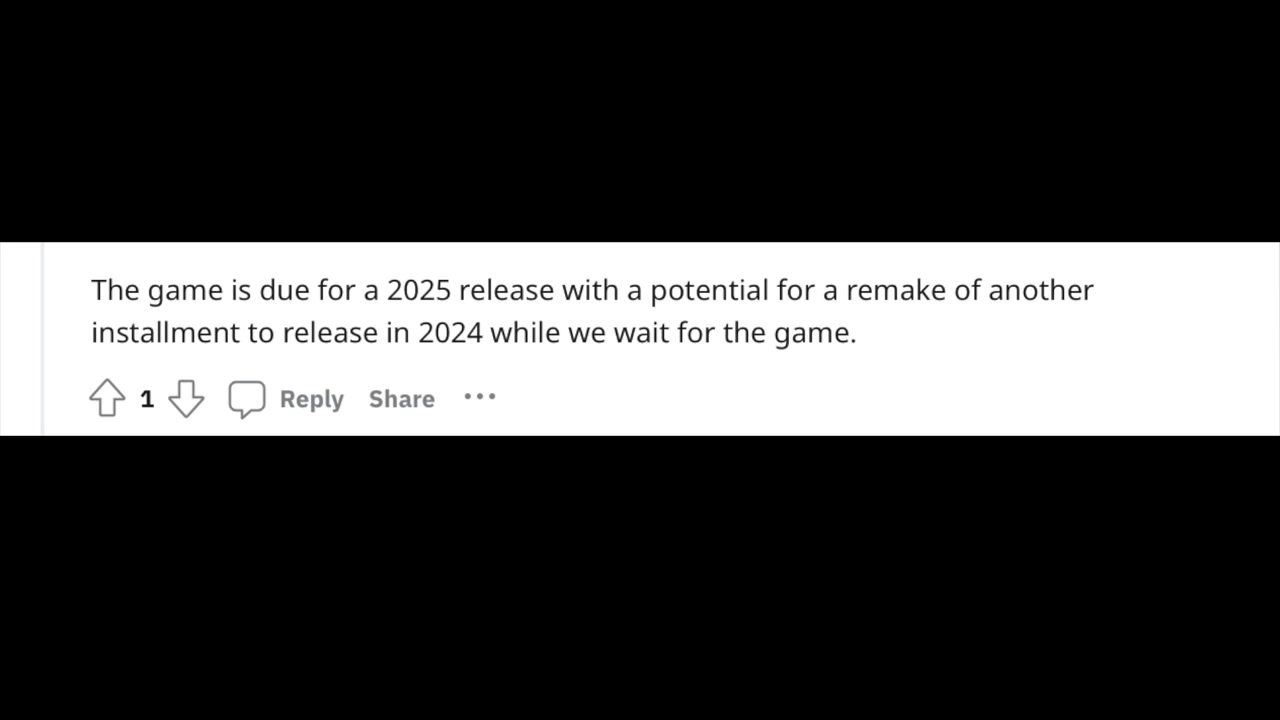 The game is due for a 2025 release with a potential for a remake of another
installment to release in 2024 while we wait for the game.
1 Reply Share •••